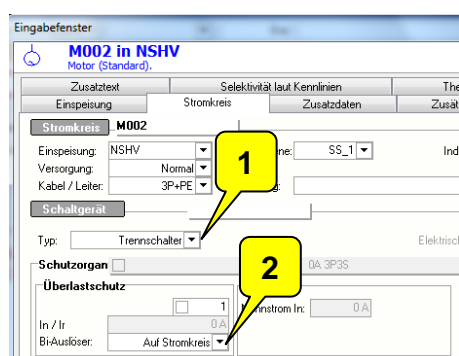 Eingabefenster
M002 in NSHV
Motor (Standard).
Zusatztext Selektivität laut Kennlinien
Einspeisung Stromkreis Zusatzdaten
Stromkreis M002
Einspeisung: NSHV SS_1
Versorgung: Normal
Kabel / Leiter: 3P+PE
1
Schaltgerät
Typ: Trennschalter
Schutzorgan 0A 3P3S
2
Überlastschutz
1 In: 0 A
In / Ir 0 A
Bi-Auslöser: Auf Stromkreis